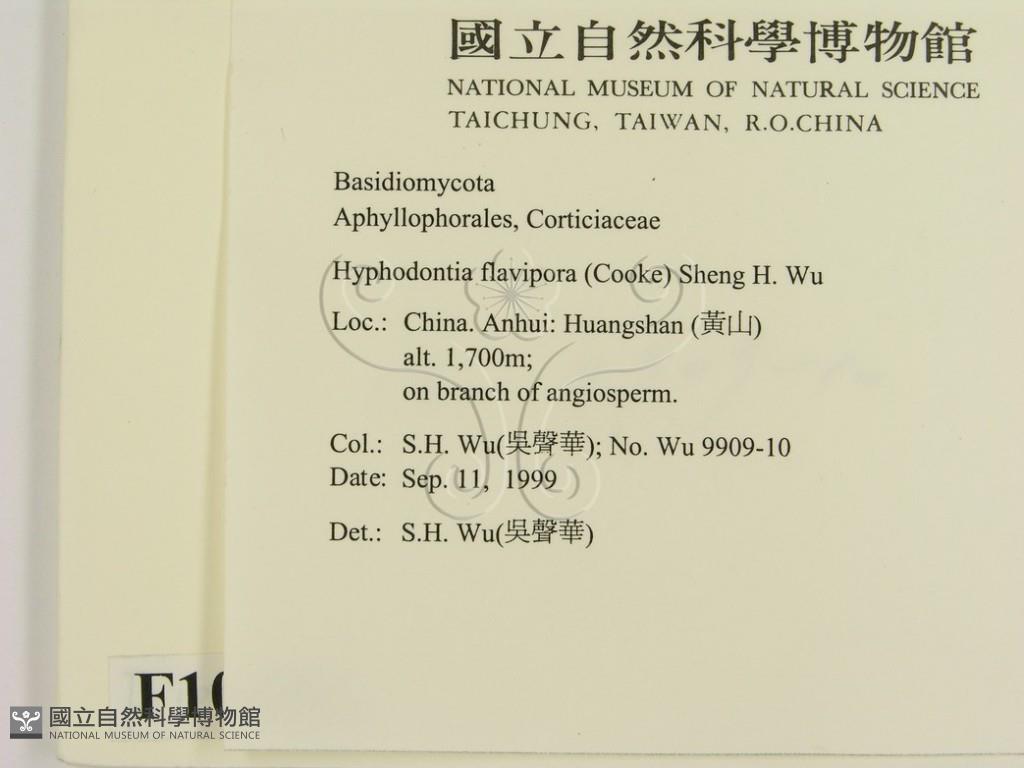 國立自然科學博物館
NATIONAL MUSEUM OF NATURAL SCIENCE
TAICHUNG, TAIWAN, R.O.CHINA
Basidiomycota
Aphyllophorales, Corticiaceae
Hyphodontia flavipora (Cooke) Sheng H. Wu
Loc.: China. Anhui: Huangshan (黃山)
alt. 1,700m;
on branch of angiosperm.
Col.: S.H. Wu(吳聲華); No. Wu 9909-10
Date: Sep. 11, 1999
Det.: S.H. Wu(吳聲華)
國立自然科學博物館
NATIONAL MUSEUM OF NATURAL SCIENCE